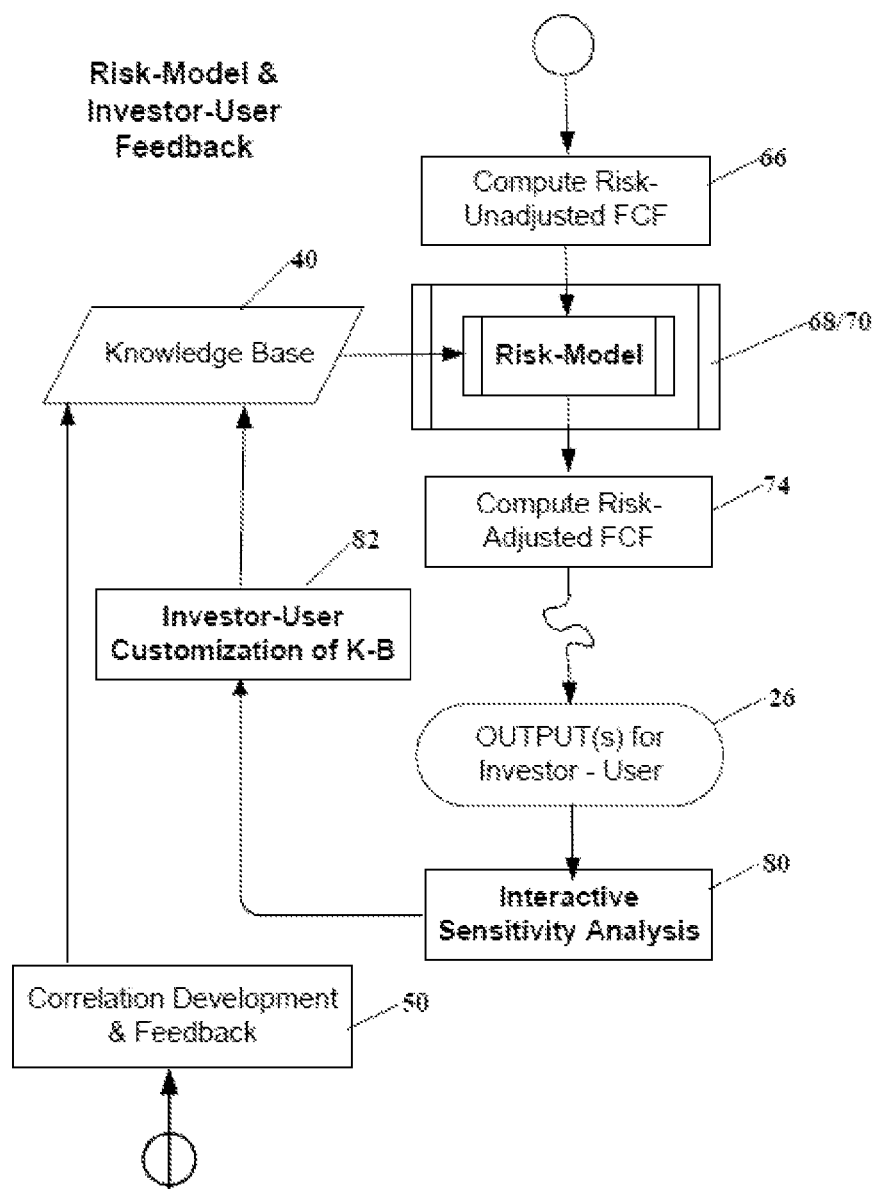 Risk-Model &
Investor-User
Feedback
66
Compute Risk-
Unadjusted FCF
40
Knowledge Base
68/70
Risk-Model
74
Compute Risk-
Adjusted FCF
82
Investor-User
Customization of K-B
26
OUTPUT(s) for
Investor - User
80
Interactive
Sensitivity Analysis
Correlation Development
& Feedback
50